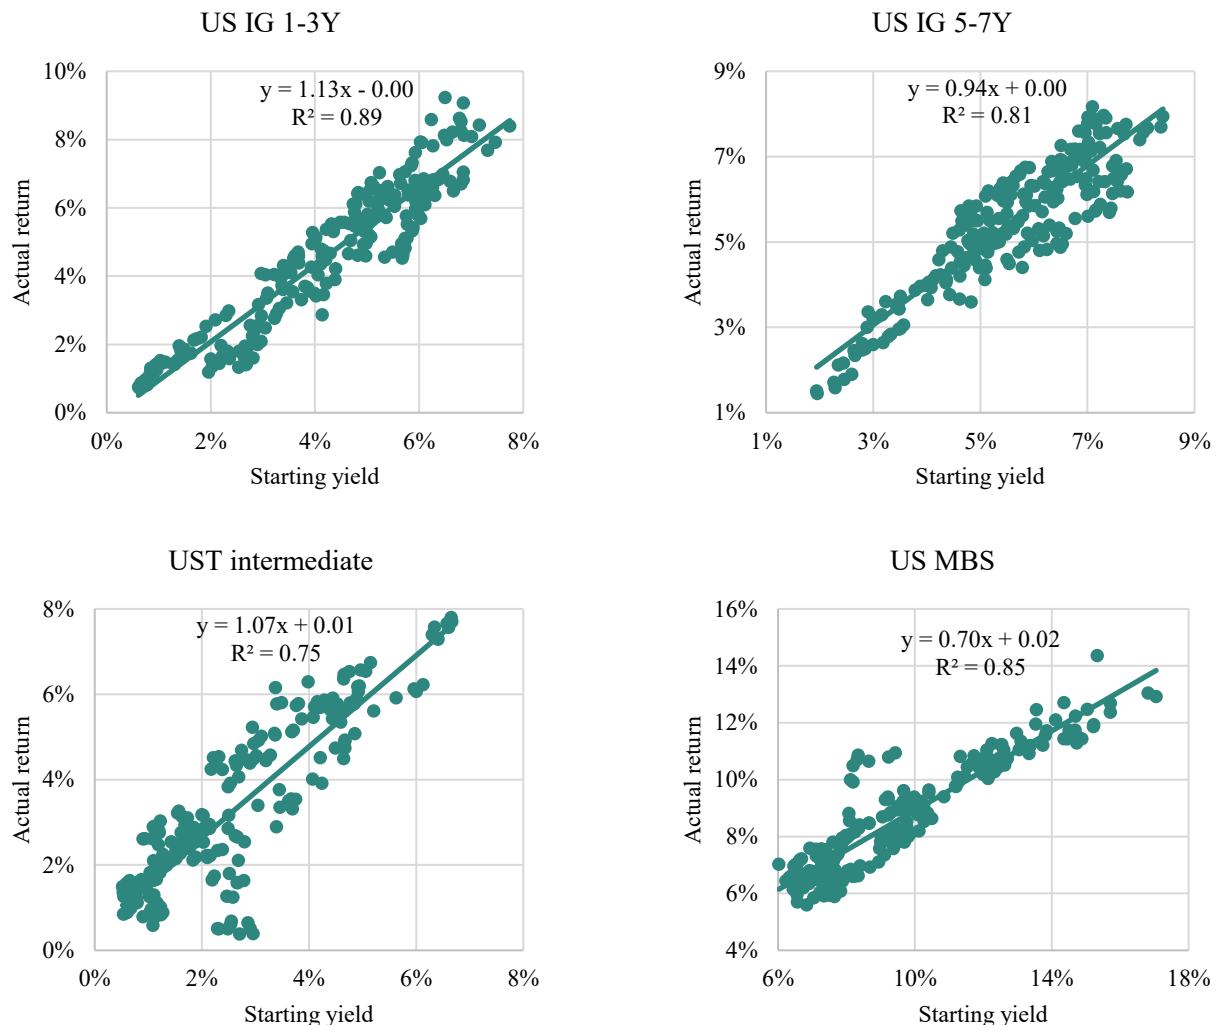 US IG 1-3Y
10%
8%
6%
4%
2%
0%
0%
2%
4%
6%
8%
y = 1.13x - 0.00
R² = 0.89
Actual return
Starting yield
US IG 5-7Y
9%
7%
5%
3%
1%
1%
3%
5%
7%
9%
y = 0.94x + 0.00
R² = 0.81
Actual return
Starting yield
UST intermediate
8%
6%
4%
2%
0%
0%
2%
4%
6%
8%
y = 1.07x + 0.01
R² = 0.75
Actual return
Starting yield
US MBS
16%
14%
12%
10%
8%
6%
4%
6%
10%
14%
18%
y = 0.70x + 0.02
R² = 0.85
Actual return
Starting yield